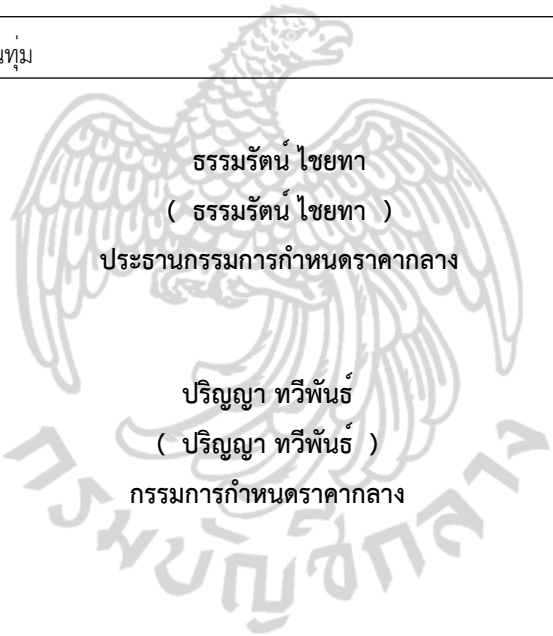 นทุ่ม
ธรรมรัตน์ ไชยทา
( ธรรมรัตน์ ไชยทา )
ประธานกรรมการกำหนดราคากลาง
ปริญญา ทวีพันธ์
( ปริญญา ทวีพันธ์ )
กรรมการกำหนดราคากลาง
กรมบัญชีกลาง